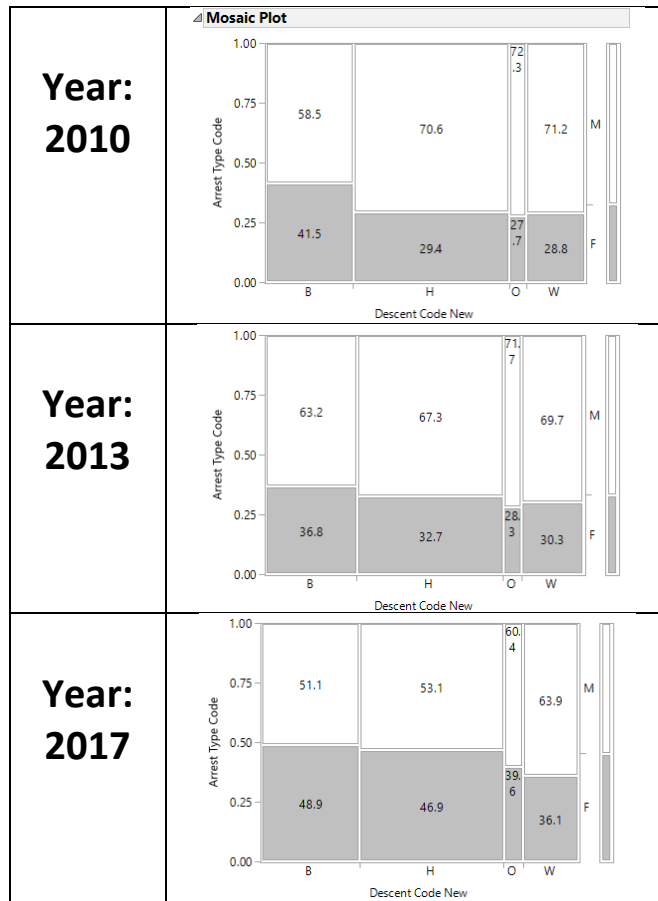 Year:
2010
Mosaic Plot
1.00
0.75
0.50
0.25
0.00
Arrest Type Code
58.5
41.5
70.6
29.4
72
.3
27
.7
71.2
28.8
M
F
B
H
O
W
Descent Code New
Year:
2013
1.00
0.75
0.50
0.25
0.00
Arrest Type Code
63.2
36.8
67.3
32.7
71.
7
28.
3
69.7
30.3
M
F
B
H
O
W
Descent Code New
Year:
2017
1.00
0.75
0.50
0.25
0.00
Arrest Type Code
51.1
48.9
53.1
46.9
60.
4
39.
6
63.9
36.1
M
F
B
H
O
W
Descent Code New